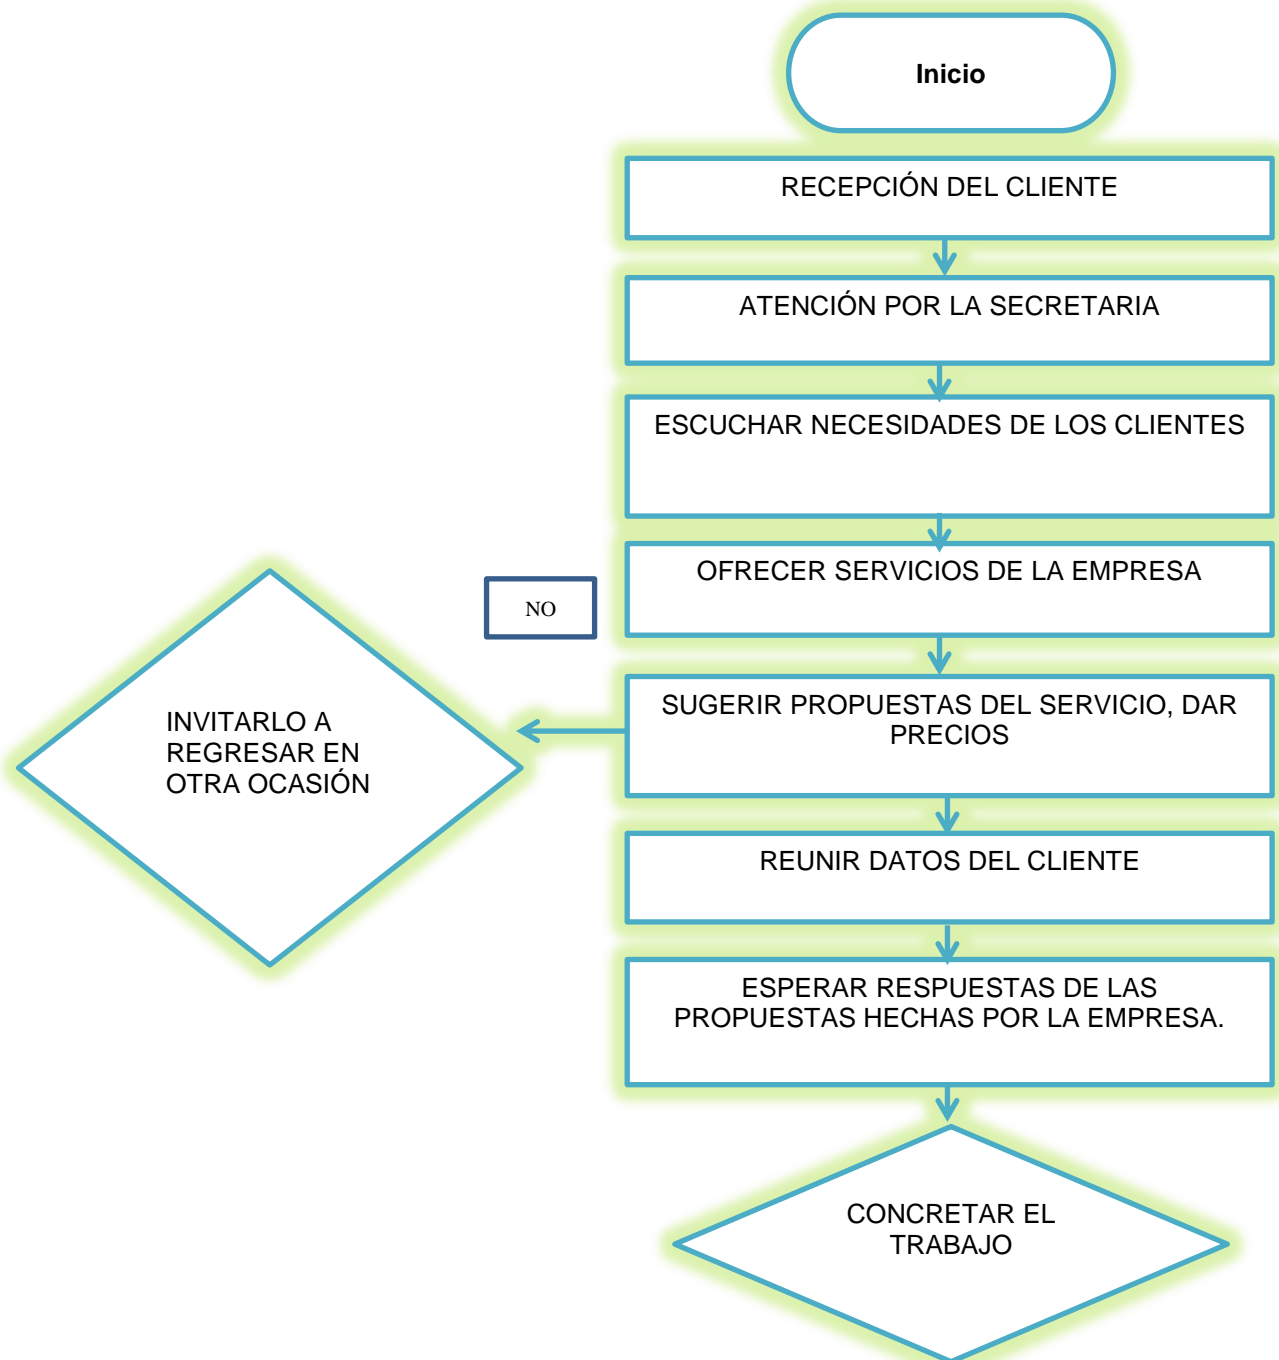 Inicio
RECEPCIÓN DEL CLIENTE
ATENCIÓN POR LA SECRETARIA
ESCUCHAR NECESIDADES DE LOS CLIENTES
OFRECER SERVICIOS DE LA EMPRESA
NO
SUGERIR PROPUESTAS DEL SERVICIO, DAR
PRECIOS
INVITARLO A
REGRESAR EN
OTRA OCASIÓN
REUNIR DATOS DEL CLIENTE
ESPERAR RESPUESTAS DE LAS
PROPUESTAS HECHAS POR LA EMPRESA.
CONCRETAR EL
TRABAJO